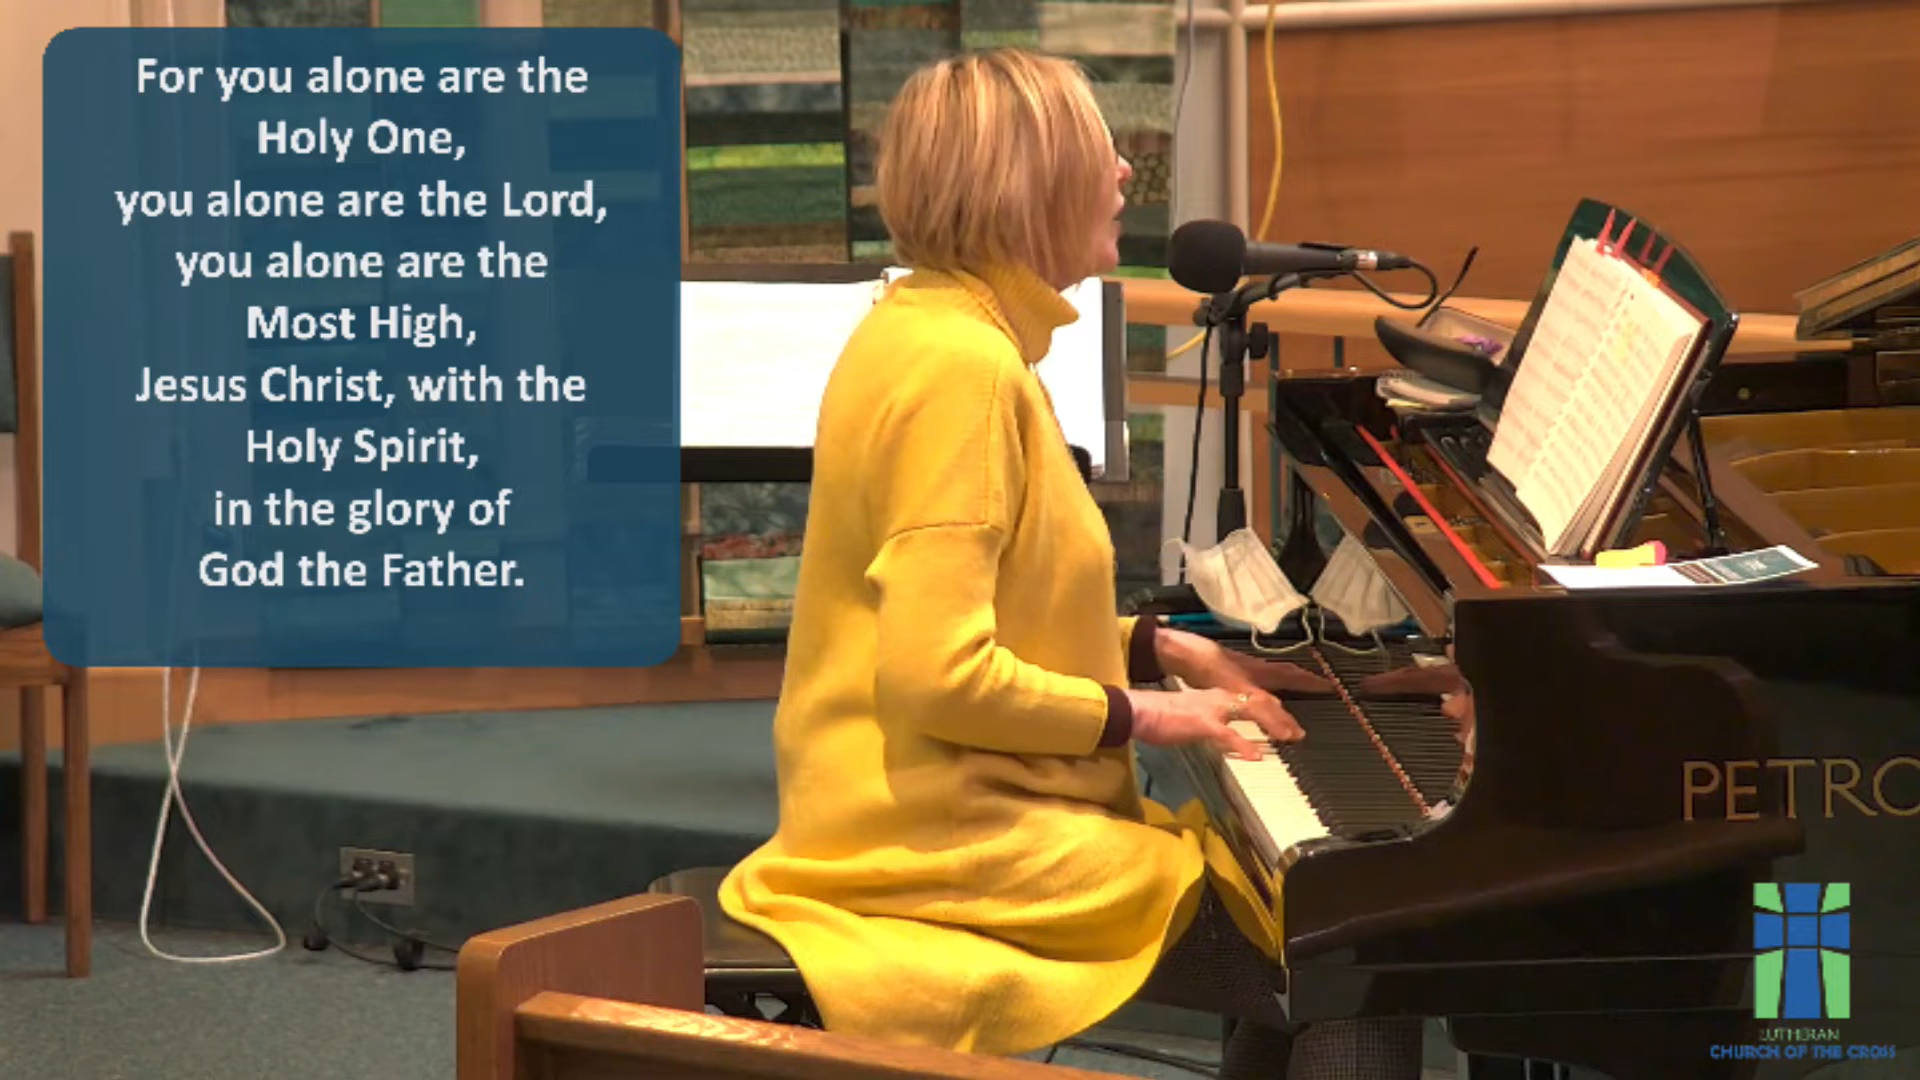 For you alone are the
Holy One,
you alone are the Lord,
you alone are the
Most High,
Jesus Christ, with the
Holy Spirit,
in the glory of
God the Father.
PETRO
LUTHERAN
CHURCH OF THE CROSS